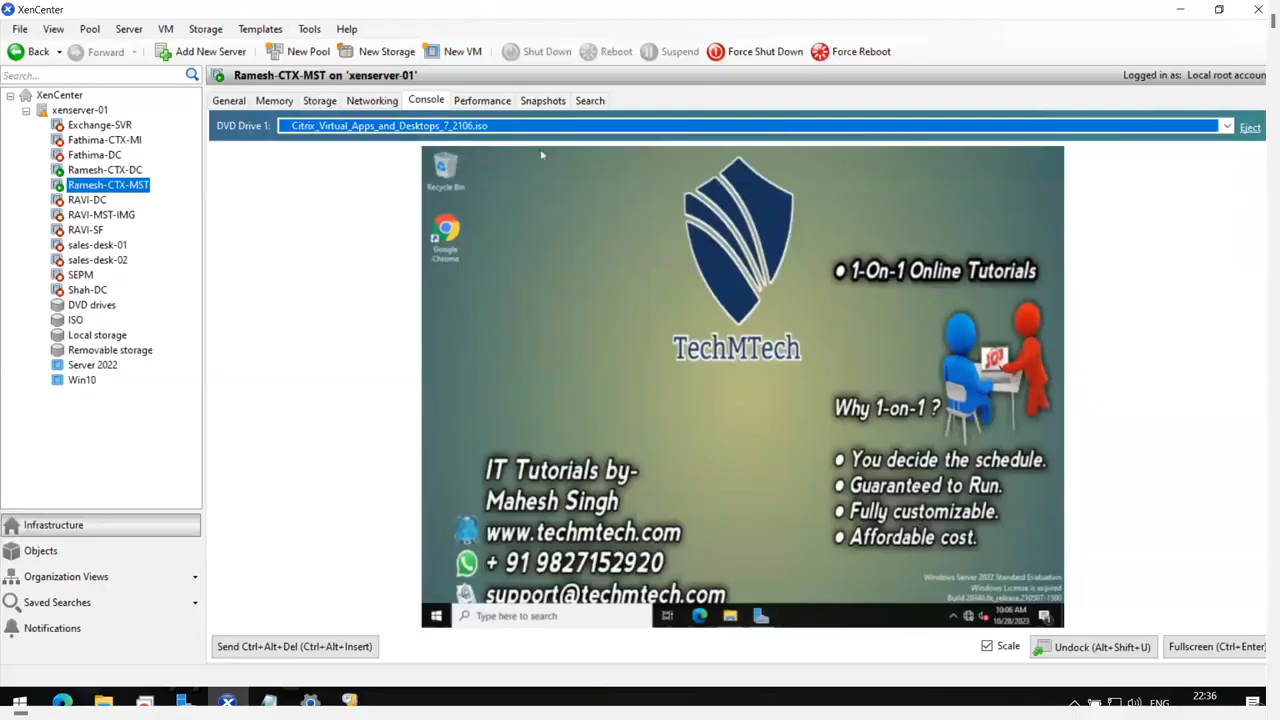 XenCenter
File View Pool Server VM Storage Templates Tools Help
Back Forward Add New Server New Pool New Storage New VM Shut Down Reboot Suspend Force Shut Down Force Reboot
Search...
Ramesh-CTX-MST on 'xenserver-01'
Logged in as: Local root accoun
XenCenter
xenserver-01
Exchange-SVR
Fathima-CTX-MI
Fathima-DC
Ramesh-CTX-DC
Ramesh-CTX-MST
RAVI-DC
RAVI-MST-IMG
RAVI-SF
sales-desk-01
sales-desk-02
SEPM
Shah-DC
DVD drives
ISO
Local storage
Removable storage
Server 2022
Win10
Infrastructure
Objects
Organization Views
Saved Searches
Notifications
General Memory Storage Networking Console Performance Snapshots Search
DVD Drive 1: Citrix_Virtual_Apps_and_Desktops_7_2106.iso Eject
Recycle Bin
Google
Chrome
TechMTech
• 1-On-1 Online Tutorials
Why 1-on-1 ?
• You decide the schedule.
• Guaranteed to Run.
• Fully customizable.
• Affordable cost.
IT Tutorials by-
Mahesh Singh
www.techmtech.com
+ 91 9827152920
support@techmtech.com
Windows Server 2022 Standard Evaluation
Windows License is expired
Type here to search
10:06 AM
10/28/2023
Send Ctrl+Alt+Del (Ctrl+Alt+Insert)
Scale
Undock (Alt+Shift+U)
Fullscreen (Ctrl+Enter)
ENG
22:36